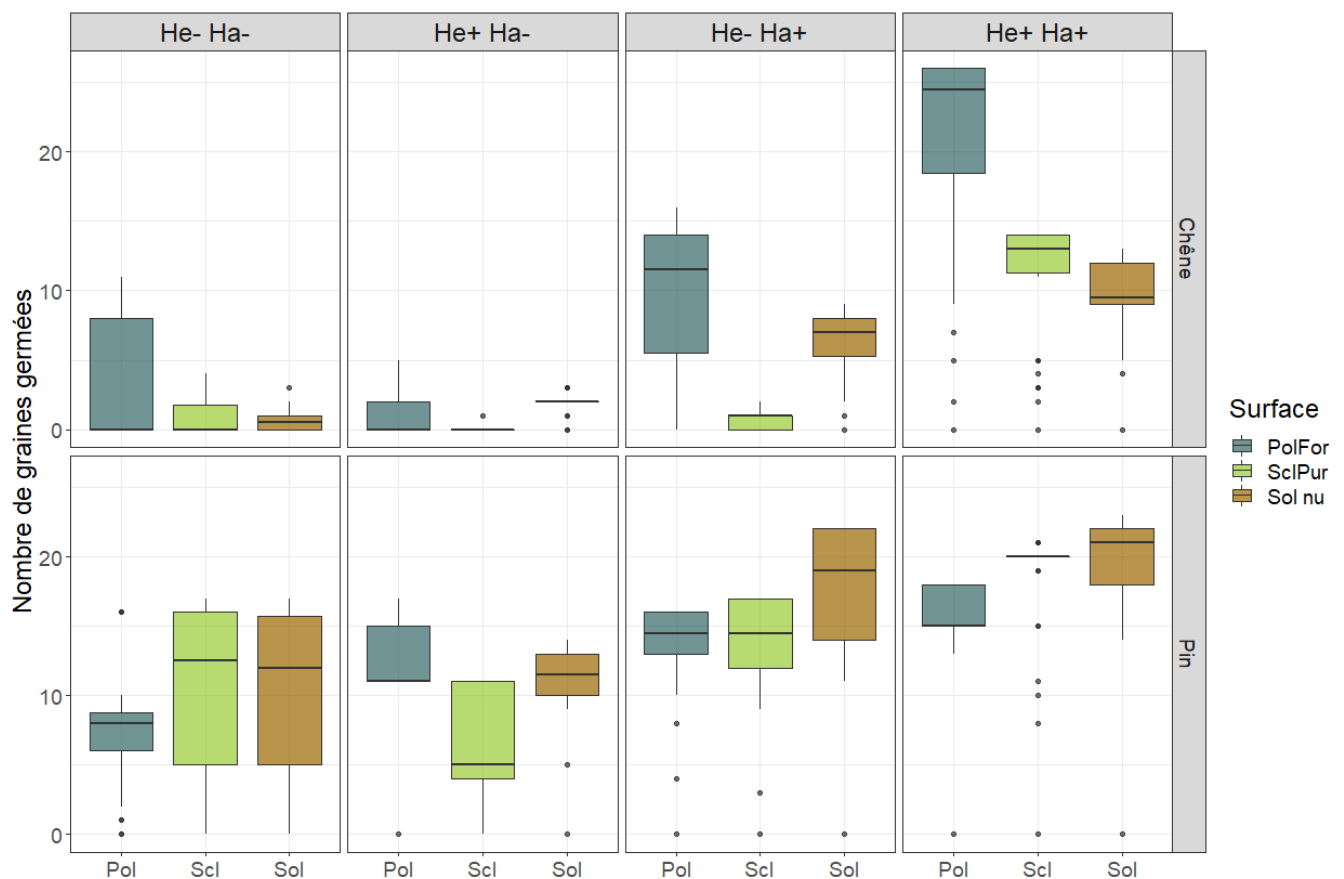 He- Ha-
He+ Ha-
He- Ha+
He+ Ha+
Nombre de graines germées
20
10
0
Chêne
20
10
0
Pin
Pol
Scl
Sol
Pol
Scl
Sol
Pol
Scl
Sol
Pol
Scl
Sol
Surface
PolFor
SclPur
Sol nu